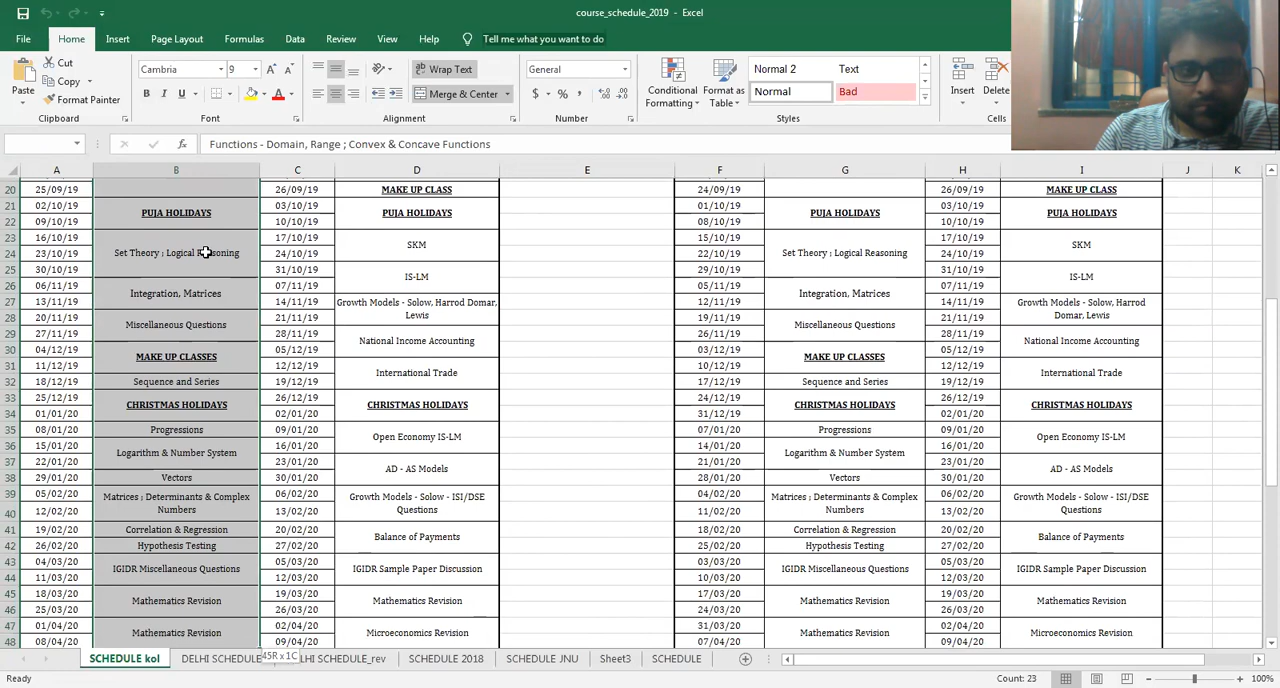 course_schedule_2019 - Excel
File Home Insert Page Layout Formulas Data Review View Help Tell me what you want to do
Paste
Cut
Copy
Format Painter
Clipboard
Cambria 9
B I U
Font
Wrap Text
Merge & Center
Alignment
General
$ % ,
Number
Conditional Formatting
Format as Table
Normal 2 Text
Normal Bad
Styles
Insert Delete
Cells
fx Functions - Domain, Range ; Convex & Concave Functions
A B C D E F G H I J K
20 25/09/19 26/09/19 MAKE UP CLASS 24/09/19 26/09/19 MAKE UP CLASS
21 02/10/19 03/10/19 01/10/19 03/10/19
PUJA HOLIDAYS PUJA HOLIDAYS PUJA HOLIDAYS PUJA HOLIDAYS
22 09/10/19 10/10/19 08/10/19 10/10/19
23 16/10/19 17/10/19 15/10/19 17/10/19
SKM SKM
24 23/10/19 Set Theory ; Logical Reasoning 24/10/19 22/10/19 Set Theory ; Logical Reasoning 24/10/19
25 30/10/19 31/10/19 29/10/19 31/10/19
IS-LM IS-LM
26 06/11/19 07/11/19 05/11/19 07/11/19
Integration, Matrices Integration, Matrices
27 13/11/19 14/11/19 Growth Models - Solow, Harrod Domar, 12/11/19 14/11/19 Growth Models - Solow, Harrod
28 20/11/19 21/11/19 Lewis 19/11/19 21/11/19 Domar, Lewis
Miscellaneous Questions Miscellaneous Questions
29 27/11/19 28/11/19 26/11/19 28/11/19
National Income Accounting National Income Accounting
30 04/12/19 05/12/19 03/12/19 05/12/19
MAKE UP CLASSES MAKE UP CLASSES
31 11/12/19 12/12/19 10/12/19 12/12/19
International Trade International Trade
32 18/12/19 Sequence and Series 19/12/19 17/12/19 Sequence and Series 19/12/19
33 25/12/19 26/12/19 24/12/19 26/12/19
CHRISTMAS HOLIDAYS CHRISTMAS HOLIDAYS CHRISTMAS HOLIDAYS CHRISTMAS HOLIDAYS
34 01/01/20 02/01/20 31/12/19 02/01/20
35 08/01/20 Progressions 09/01/20 07/01/20 Progressions 09/01/20
Open Economy IS-LM Open Economy IS-LM
36 15/01/20 16/01/20 14/01/20 16/01/20
Logarithm & Number System Logarithm & Number System
37 22/01/20 23/01/20 21/01/20 23/01/20
AD - AS Models AD - AS Models
38 29/01/20 Vectors 30/01/20 28/01/20 Vectors 30/01/20
39 05/02/20 Matrices ; Determinants & Complex 06/02/20 Growth Models - Solow - ISI/DSE 04/02/20 Matrices ; Determinants & Complex 06/02/20 Growth Models - Solow - ISI/DSE
40 12/02/20 Numbers 13/02/20 Questions 11/02/20 Numbers 13/02/20 Questions
41 19/02/20 Correlation & Regression 20/02/20 18/02/20 Correlation & Regression 20/02/20
Balance of Payments Balance of Payments
42 26/02/20 Hypothesis Testing 27/02/20 25/02/20 Hypothesis Testing 27/02/20
43 04/03/20 05/03/20 03/03/20 05/03/20
IGIDR Miscellaneous Questions IGIDR Sample Paper Discussion IGIDR Miscellaneous Questions IGIDR Sample Paper Discussion
44 11/03/20 12/03/20 10/03/20 12/03/20
45 18/03/20 19/03/20 17/03/20 19/03/20
Mathematics Revision Mathematics Revision Mathematics Revision Mathematics Revision
46 25/03/20 26/03/20 24/03/20 26/03/20
47 01/04/20 02/04/20 31/03/20 02/04/20
Mathematics Revision Microeconomics Revision Mathematics Revision Microeconomics Revision
48 08/04/20 09/04/20 07/04/20 09/04/20
SCHEDULE kol DELHI SCHEDULE 45R x 1C LHI SCHEDULE_rev SCHEDULE 2018 SCHEDULE JNU Sheet3 SCHEDULE
Ready Count: 23 100%